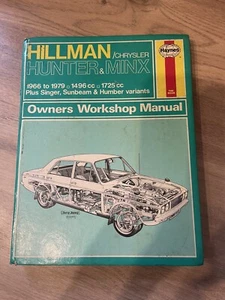 HILLMAN /CHRYSLER
HUNTER & MINX
1966 to 1979 □ 1496 cc □ 1725 cc
Plus Singer, Sunbeam & Humber variants
Haynes
Owners Workshop Manual